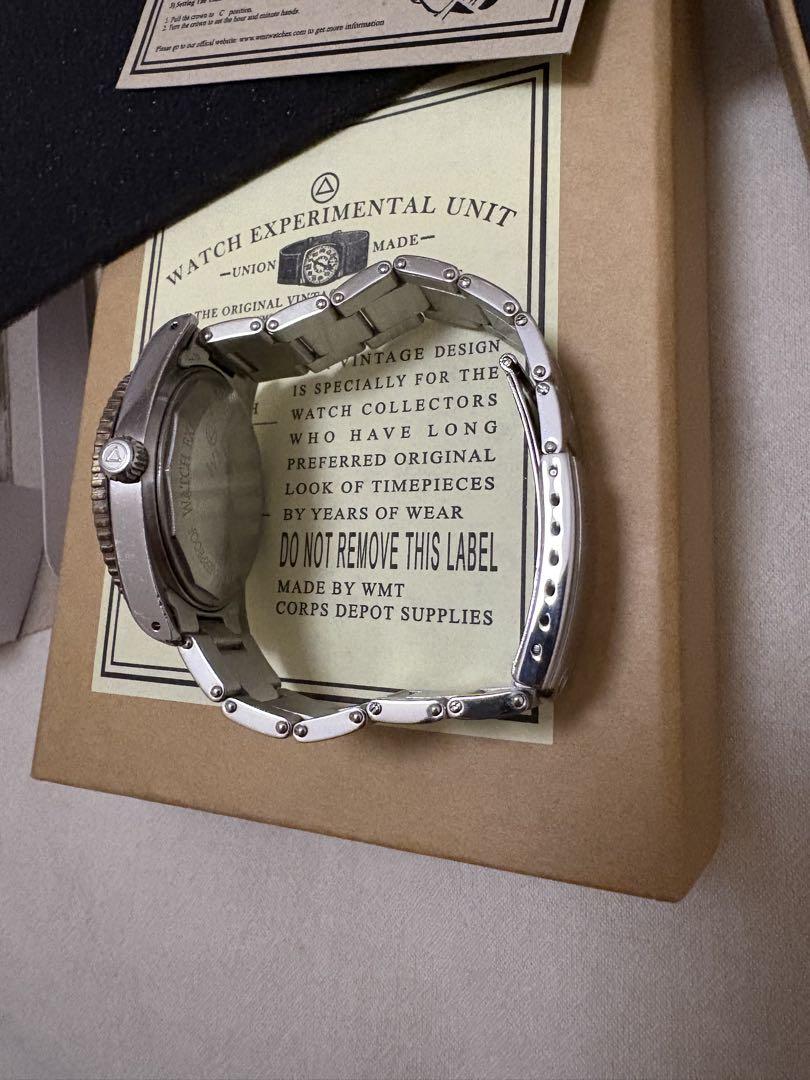 3) Setting
1. Pull the crown to C position.
2. Turn the crown to set the hour and minute hands.
Please go to our offical website: www.wmtwatches.com to get more information
WATCH EXPERIMENTAL UNIT
—UNION MADE—
THE ORIGINAL
VINTAGE DESIGN
IS SPECIALLY FOR THE
WATCH COLLECTORS
WHO HAVE LONG
PREFERRED ORIGINAL
LOOK OF TIMEPIECES
BY YEARS OF WEAR
DO NOT REMOVE THIS LABEL
MADE BY WMT
CORPS DEPOT SUPPLIES
WATCH